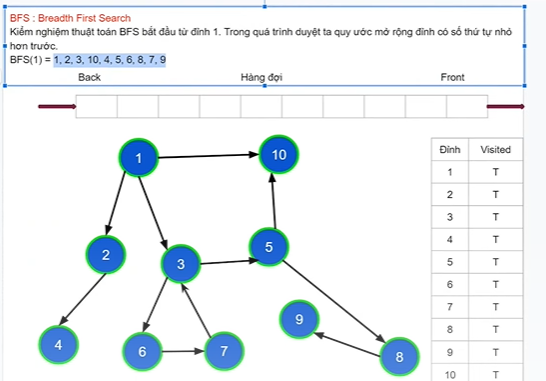 BFS : Breadth First Search
Kiểm nghiệm thuật toán BFS bắt đầu từ đỉnh 1. Trong quá trình duyệt ta quy ước mở rộng đỉnh có số thứ tự nhỏ
hơn trước.
BFS(1) = 1, 2, 3, 10, 4, 5, 6, 8, 7, 9
Back Hàng đợi Front
Đỉnh Visited
1 T
2 T
3 T
4 T
5 T
6 T
7 T
8 T
9 T
10 T
1 10
2 3 5
9
4 6 7 8